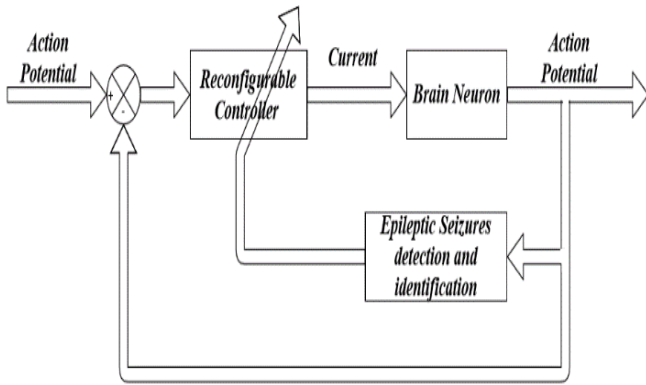 Action
Potential
+
-
Reconfigurable
Controller
Current
Brain Neuron
Action
Potential
Epileptic Seizures
detection and
identification